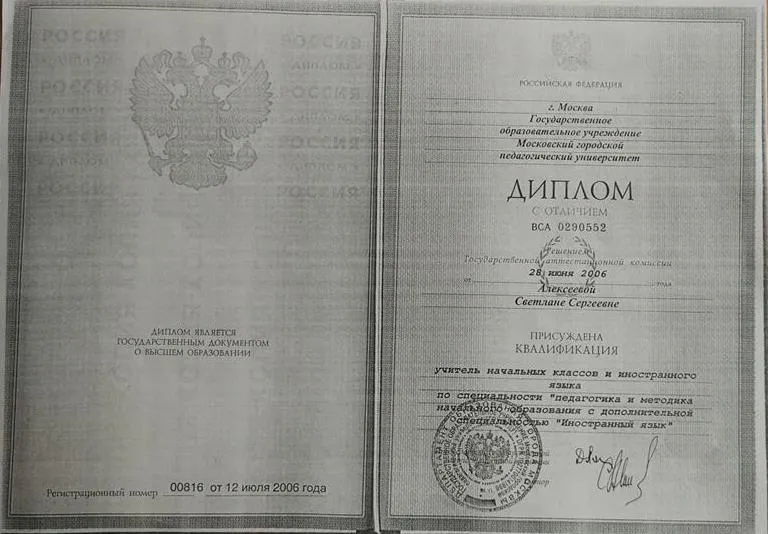 ДИПЛОМ ЯВЛЯЕТСЯ
ГОСУДАРСТВЕННЫМ ДОКУМЕНТОМ
О ВЫСШЕМ ОБРАЗОВАНИИ
Регистрационный номер 00816 от 12 июля 2006 года
РОССИЙСКАЯ ФЕДЕРАЦИЯ
г. Москва
Государственное
образовательное учреждение
Московский городской
педагогический университет
ДИПЛОМ
С ОТЛИЧИЕМ
ВСА 0290552
Решением
Государственной аттестационной комиссии
от 28 июня 2006 года
Алексеевой
Светлане Сергеевне
ПРИСУЖДЕНА
КВАЛИФИКАЦИЯ
учитель начальных классов и иностранного
языка
по специальности "педагогика и методика
начального образования с дополнительной
специальностью "Иностранный язык"